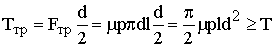 Tтр = Fтр d/2 = μpπdl d/2 = π/2 μpld² ≥ T